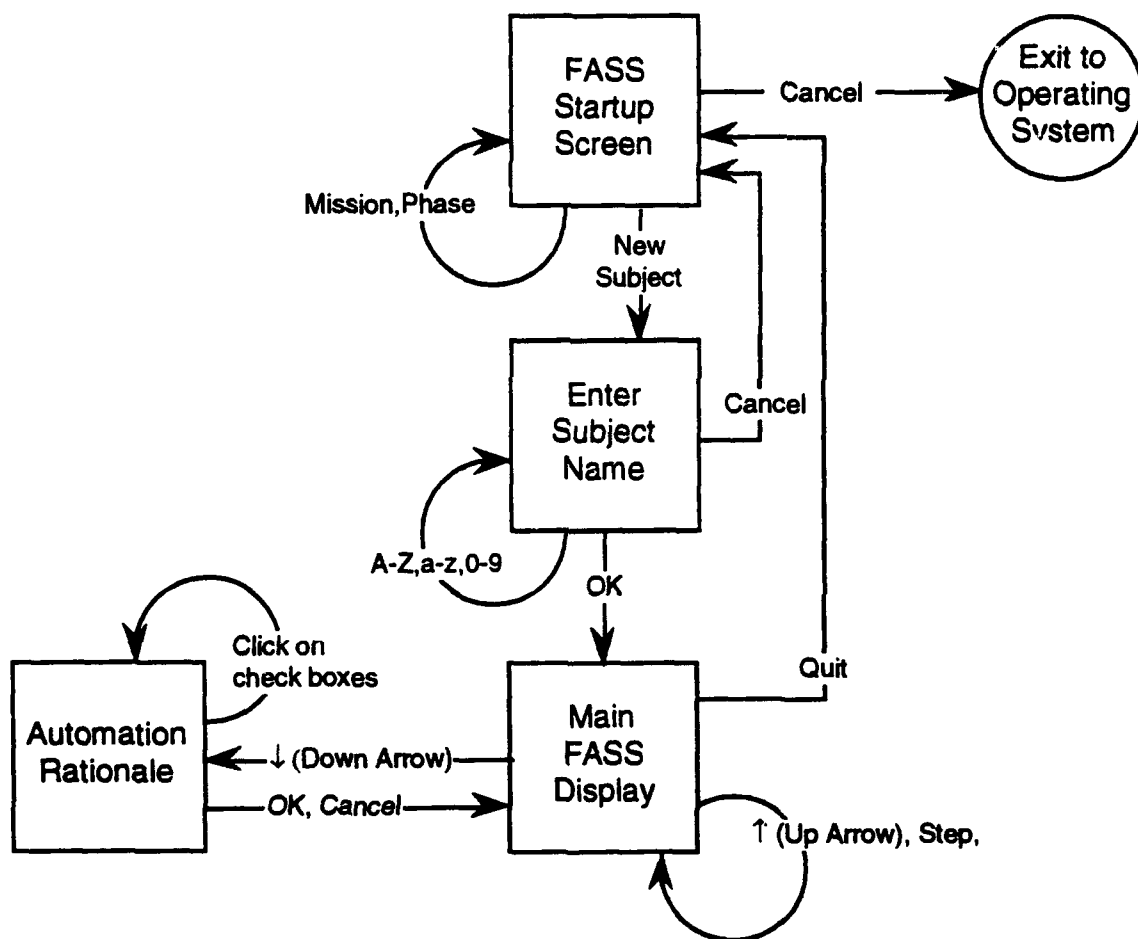 FASS
Startup
Screen
Cancel
Exit to
Operating
System
Mission,Phase
New
Subject
Enter
Subject
Name
Cancel
A-Z,a-z,0-9
OK
Click on
check boxes
Quit
Automation
Rationale
↓ (Down Arrow)
OK, Cancel
Main
FASS
Display
↑ (Up Arrow), Step,